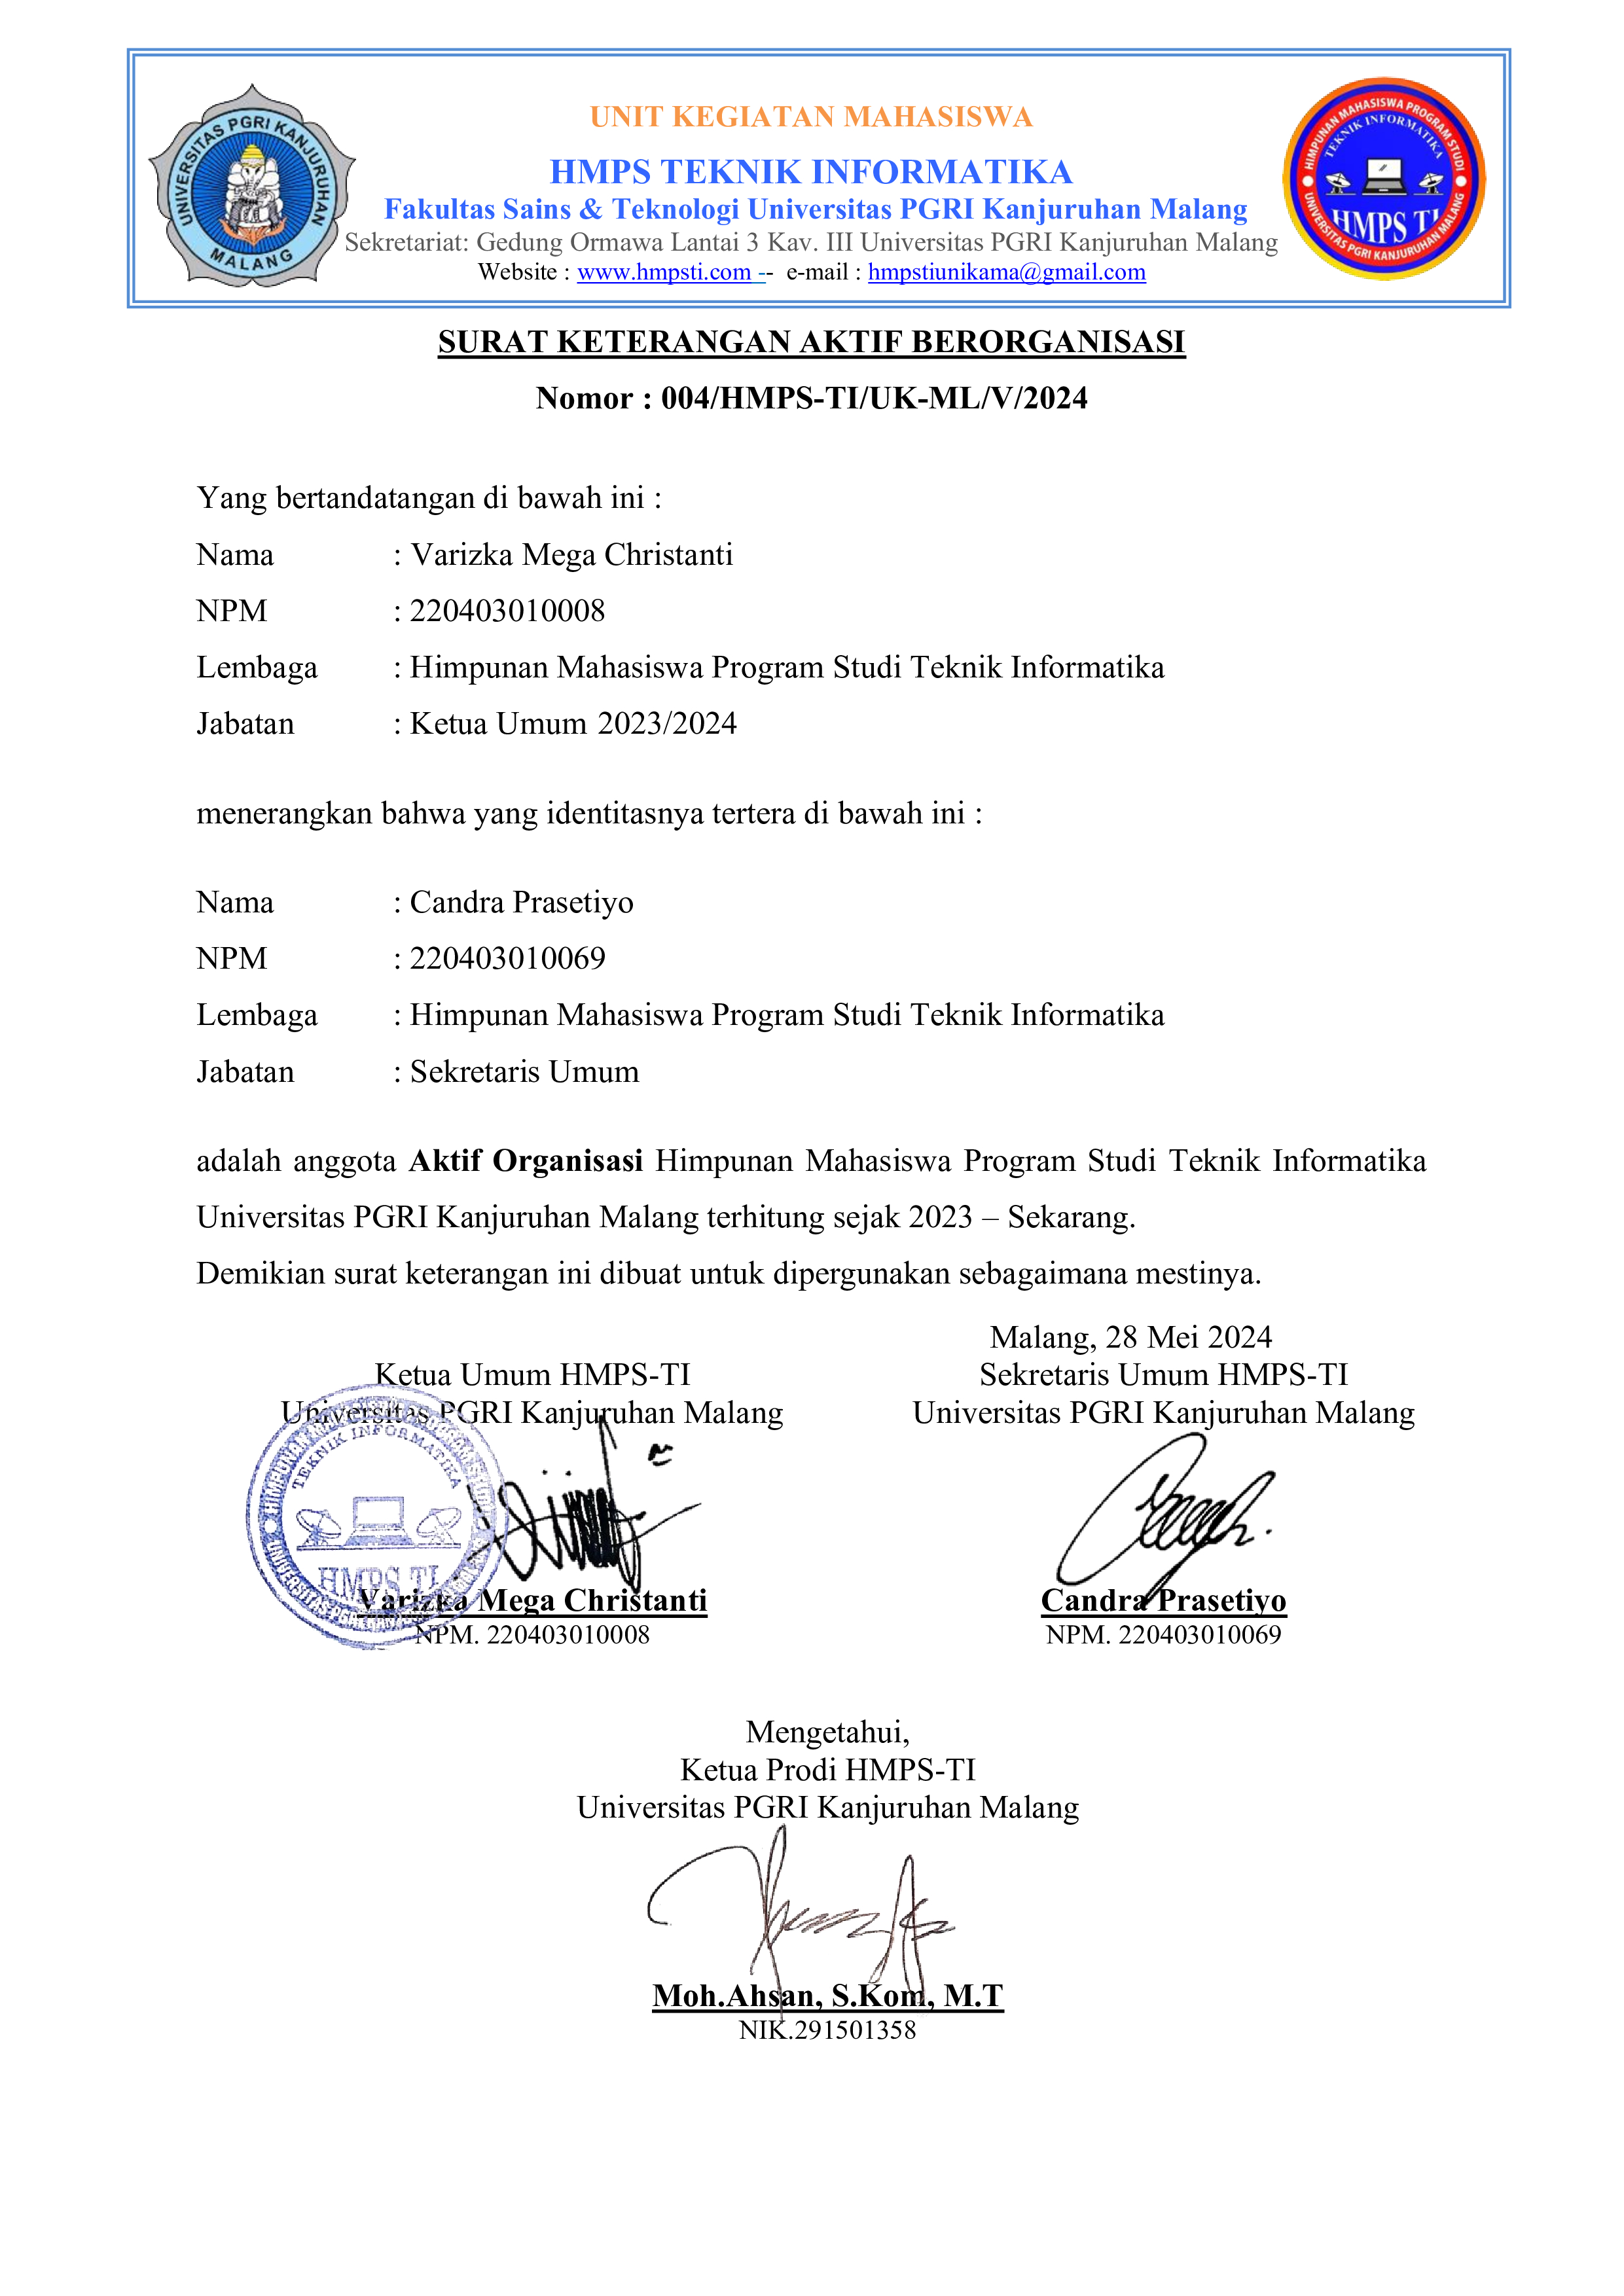 UNIVERSITAS PGRI KANJURUHAN
MALANG
UNIT KEGIATAN MAHASISWA
HMPS TEKNIK INFORMATIKA
Fakultas Sains & Teknologi Universitas PGRI Kanjuruhan Malang
Sekretariat: Gedung Ormawa Lantai 3 Kav. III Universitas PGRI Kanjuruhan Malang
Website : www.hmpsti.com -- e-mail : hmpstiunikama@gmail.com
HIMPUNAN MAHASISWA PROGRAM STUDI
TEKNIK INFORMATIKA
HMPS TI
UNIVERSITAS PGRI KANJURUHAN MALANG
SURAT KETERANGAN AKTIF BERORGANISASI
Nomor : 004/HMPS-TI/UK-ML/V/2024
Yang bertandatangan di bawah ini :
Nama : Varizka Mega Christanti
NPM : 220403010008
Lembaga : Himpunan Mahasiswa Program Studi Teknik Informatika
Jabatan : Ketua Umum 2023/2024
menerangkan bahwa yang identitasnya tertera di bawah ini :
Nama : Candra Prasetiyo
NPM : 220403010069
Lembaga : Himpunan Mahasiswa Program Studi Teknik Informatika
Jabatan : Sekretaris Umum
adalah anggota Aktif Organisasi Himpunan Mahasiswa Program Studi Teknik Informatika
Universitas PGRI Kanjuruhan Malang terhitung sejak 2023 – Sekarang.
Demikian surat keterangan ini dibuat untuk dipergunakan sebagaimana mestinya.
Malang, 28 Mei 2024
Ketua Umum HMPS-TI
Universitas PGRI Kanjuruhan Malang
TEKNIK INFORMATIKA
HMPS TI
Varizka Mega Christanti
NPM. 220403010008
Sekretaris Umum HMPS-TI
Universitas PGRI Kanjuruhan Malang
Candra Prasetiyo
NPM. 220403010069
Mengetahui,
Ketua Prodi HMPS-TI
Universitas PGRI Kanjuruhan Malang
Moh.Ahsan, S.Kom, M.T
NIK.291501358